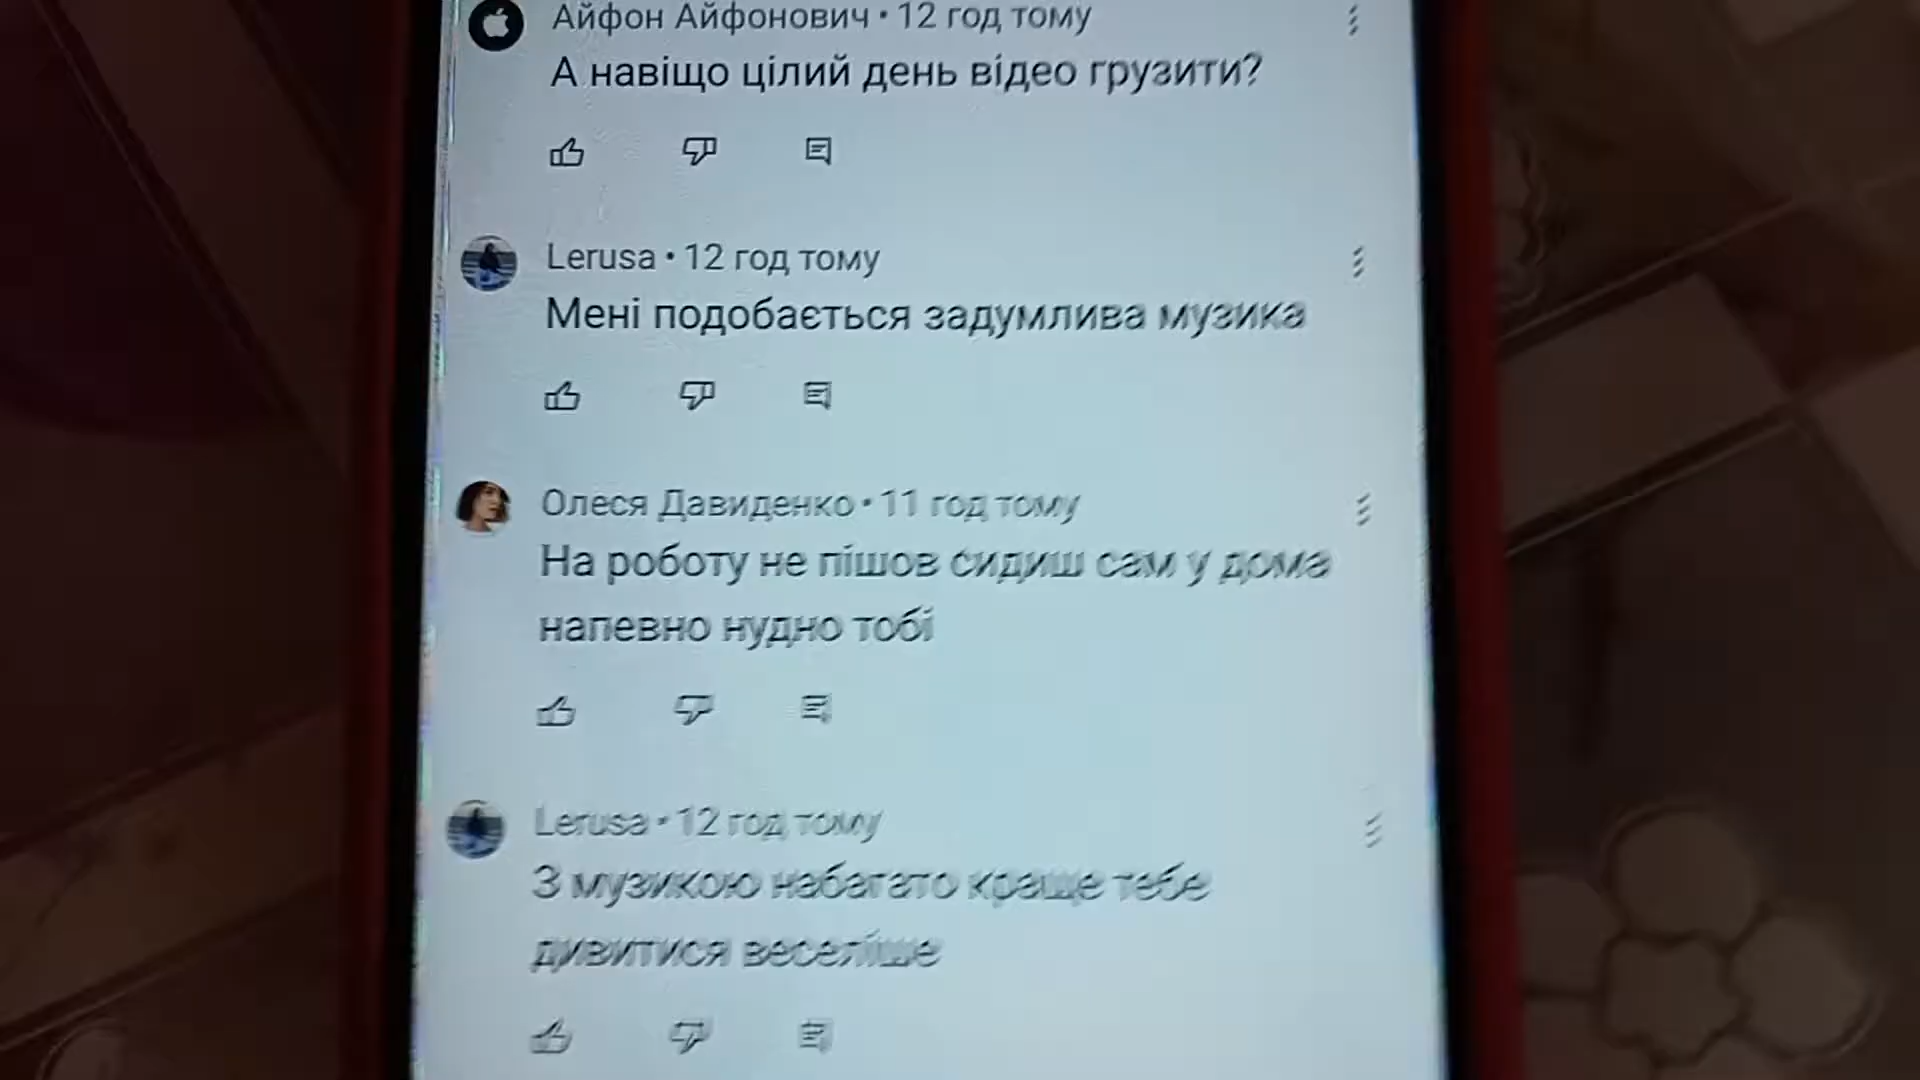 Айфон Айфонович • 12 год тому
А навіщо цілий день відео грузити?
Lerusa • 12 год тому
Мені подобається задумлива музика
Олеся Давиденко • 11 год тому
На роботу не пішов сидиш сам у дома
напевно нудно тобі
Lerusa • 12 год тому
З музикою набагато краще тебе
дивитися веселіше